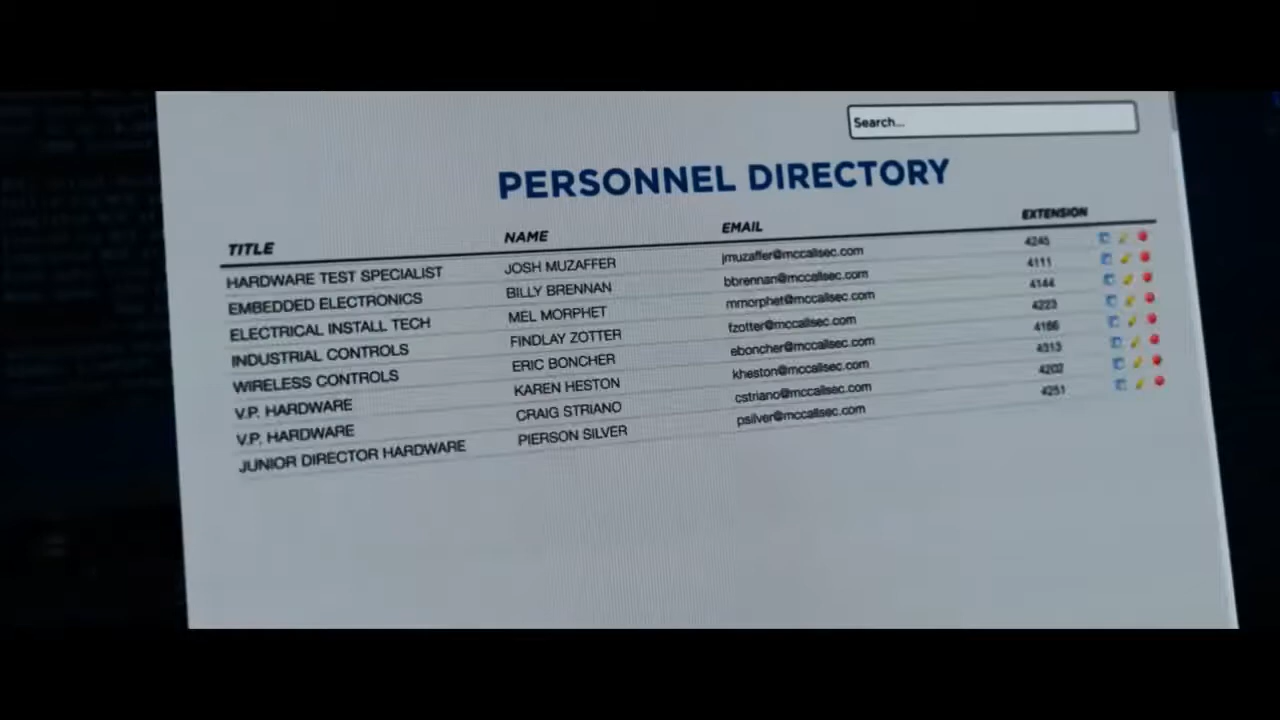 Search...
PERSONNEL DIRECTORY
TITLE NAME EMAIL EXTENSION
HARDWARE TEST SPECIALIST JOSH MUZAFFER jmuzaffer@mccallsec.com 4245
EMBEDDED ELECTRONICS BILLY BRENNAN bbrennan@mccallsec.com 4111
ELECTRICAL INSTALL TECH MEL MORPHET mmorphet@mccallsec.com 4144
INDUSTRIAL CONTROLS FINDLAY ZOTTER fzotter@mccallsec.com 4223
WIRELESS CONTROLS ERIC BONCHER eboncher@mccallsec.com 4186
V.P. HARDWARE KAREN HESTON kheston@mccallsec.com 4313
V.P. HARDWARE CRAIG STRIANO cstriano@mccallsec.com 4202
JUNIOR DIRECTOR HARDWARE PIERSON SILVER psilver@mccallsec.com 4251